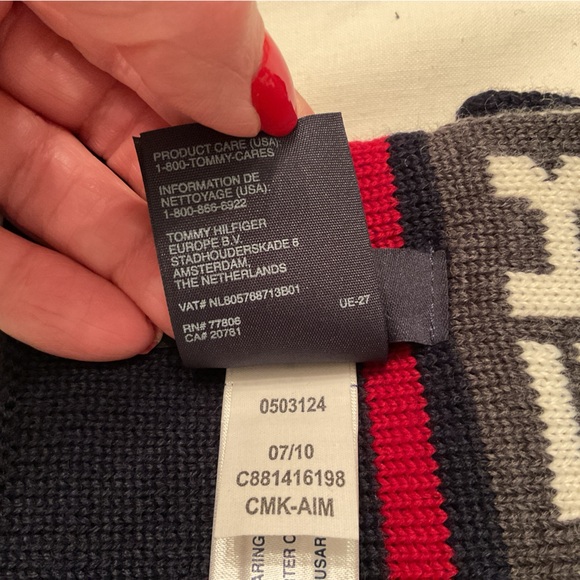 PRODUCT CARE (USA):
1-800-TOMMY-CARES
INFORMATION DE
NETTOYAGE (USA):
1-800-866-6922
TOMMY HILFIGER
EUROPE B.V.
STADHOUDERSKADE 6
AMSTERDAM,
THE NETHERLANDS
VAT# NL805768713B01
UE-27
RN# 77806
CA# 20781
0503124
07/10
C881416198
CMK-AIM